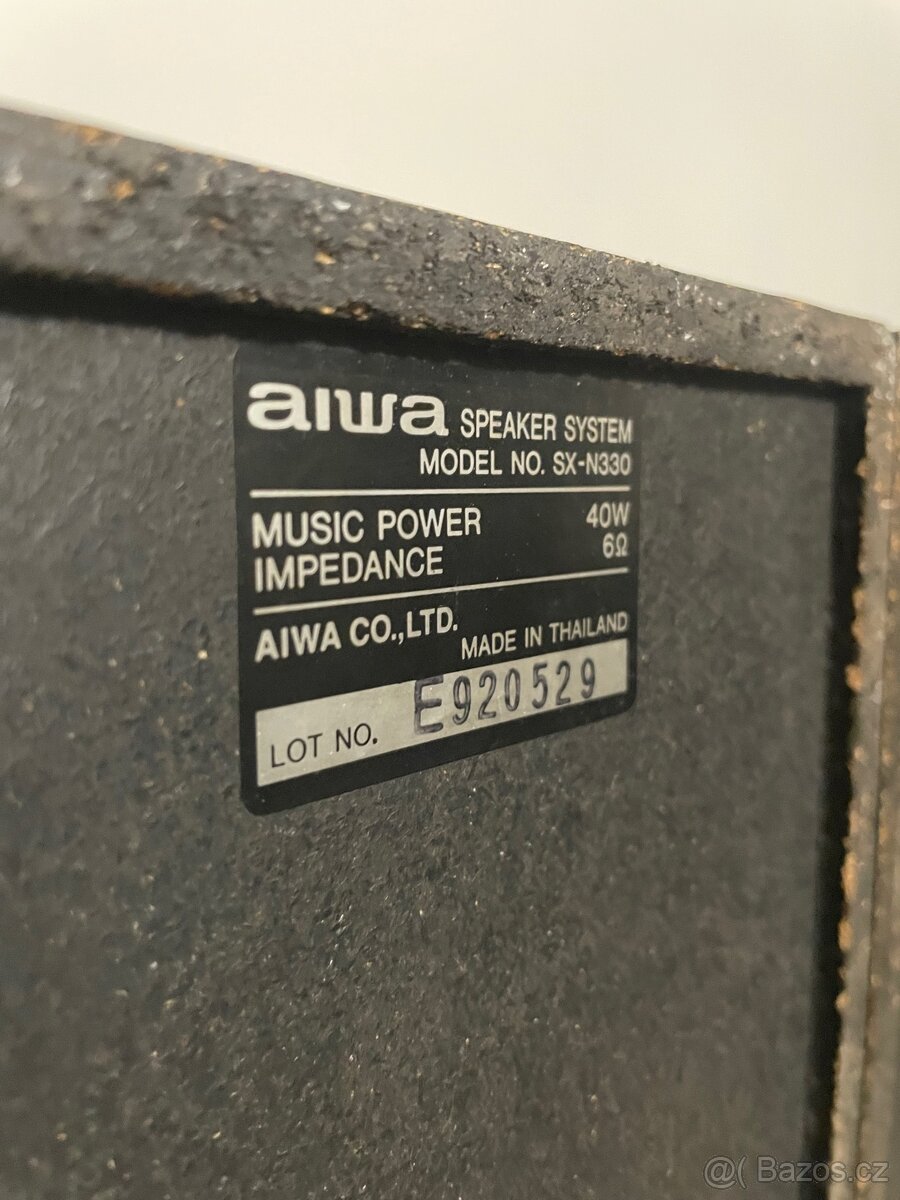 aiwa SPEAKER SYSTEM
MODEL NO. SX-N330
MUSIC POWER 40W
IMPEDANCE 6Ω
AIWA CO.,LTD.
MADE IN THAILAND
LOT NO. E920529
@( Bazos.cz